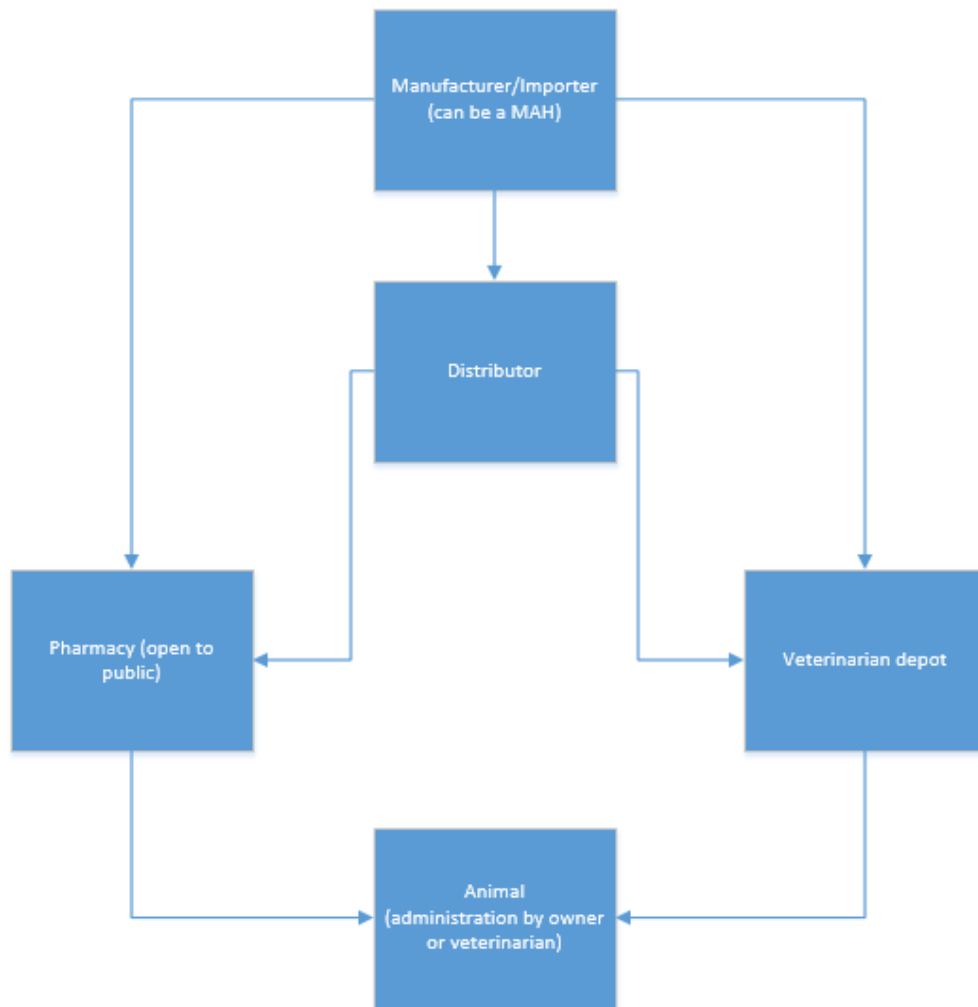 Manufacturer/Importer
(can be a MAH)
Distributor
Pharmacy (open to
public)
Veterinarian depot
Animal
(administration by owner
or veterinarian)